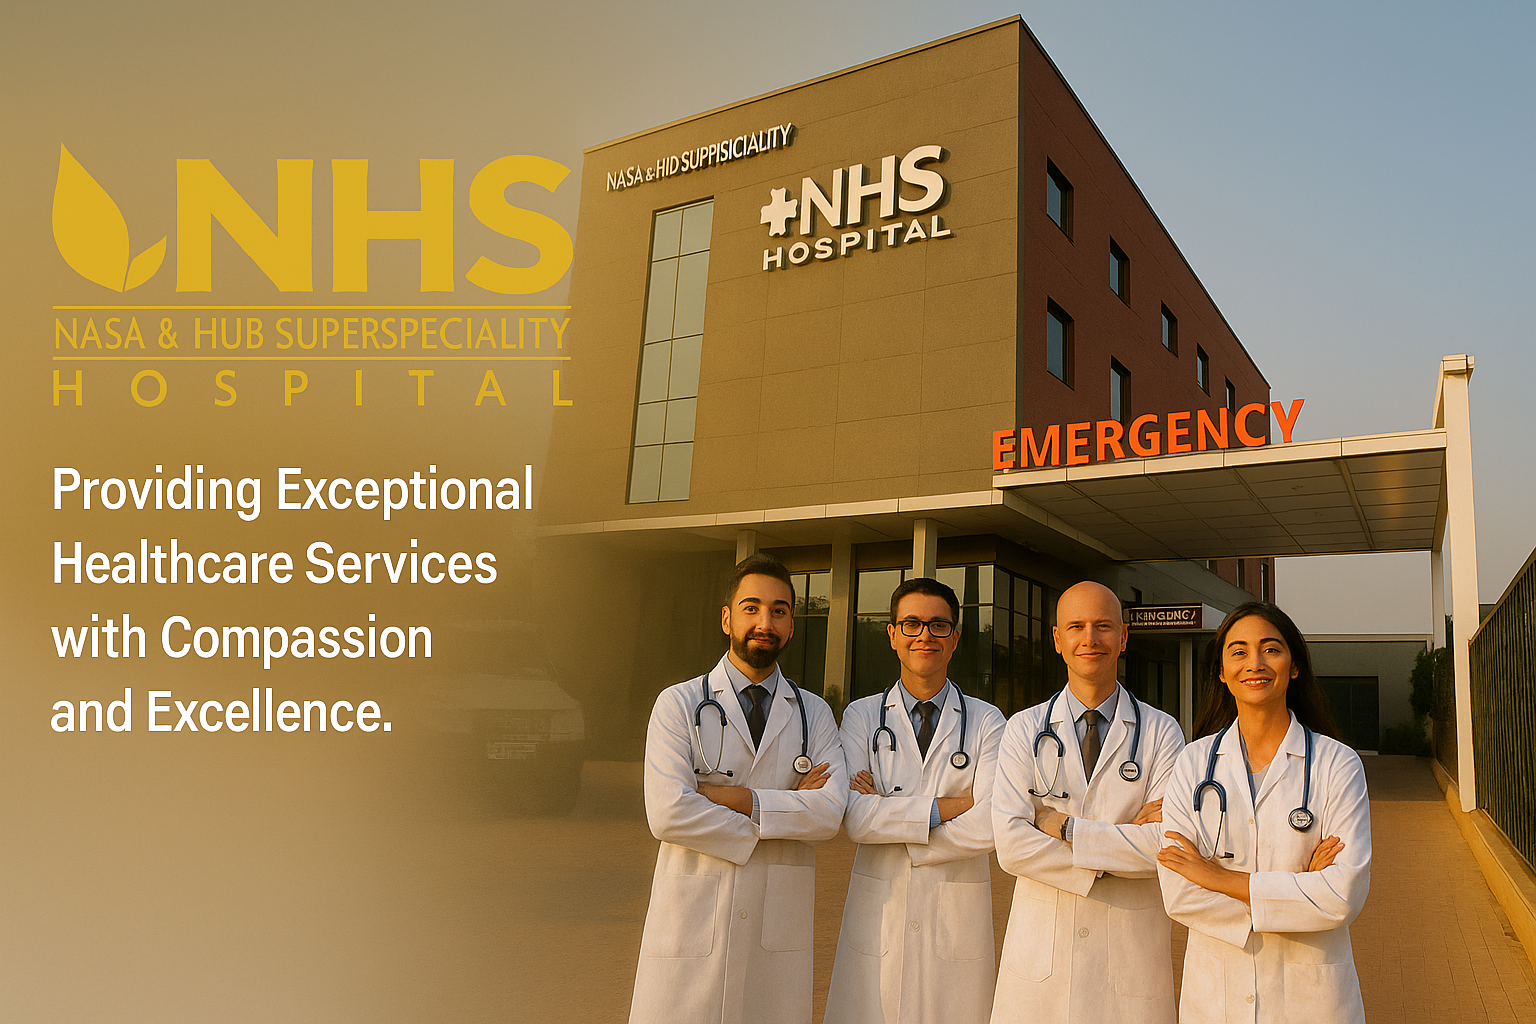 NHS
NASA & HUB SUPERSPECIALITY
HOSPITAL
Providing Exceptional
Healthcare Services
with Compassion
and Excellence.
NASA & HID SUPPISICIALITY
NHS
HOSPITAL
EMERGENCY